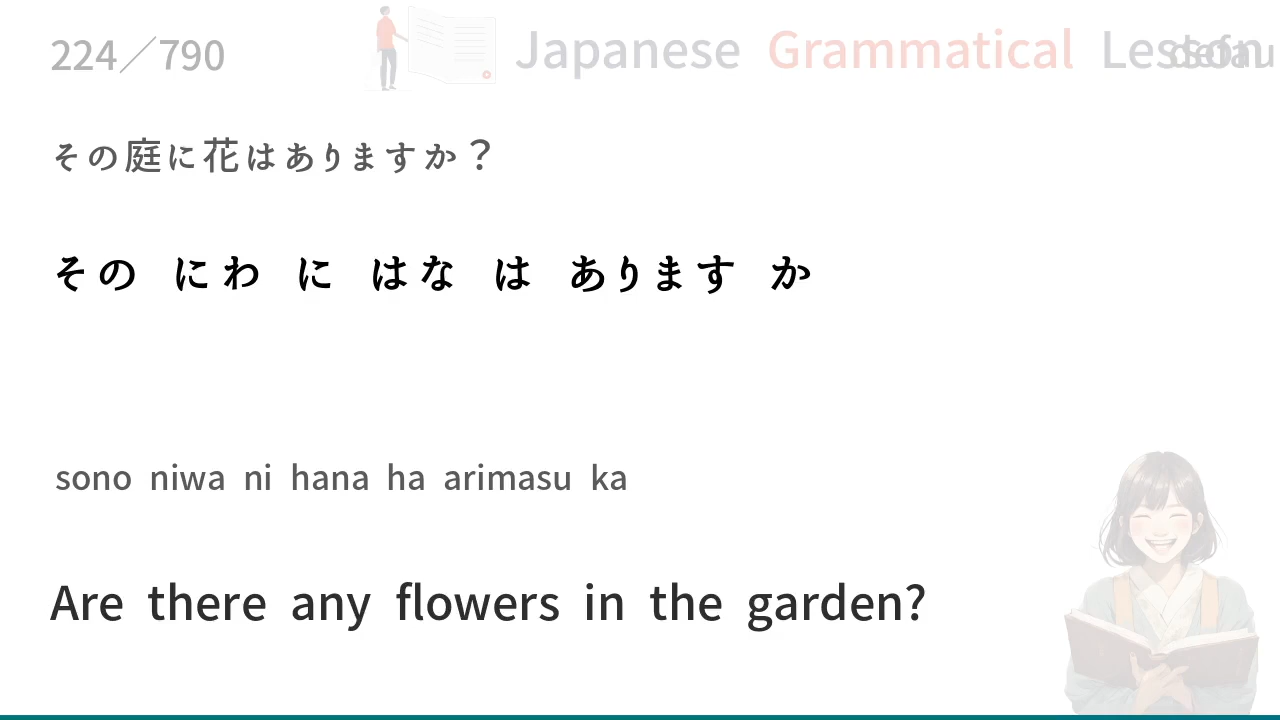 224／790
Japanese Grammatical Lesson
その庭に花はありますか？
その にわ に はな は あります か
sono niwa ni hana ha arimasu ka
Are there any flowers in the garden?